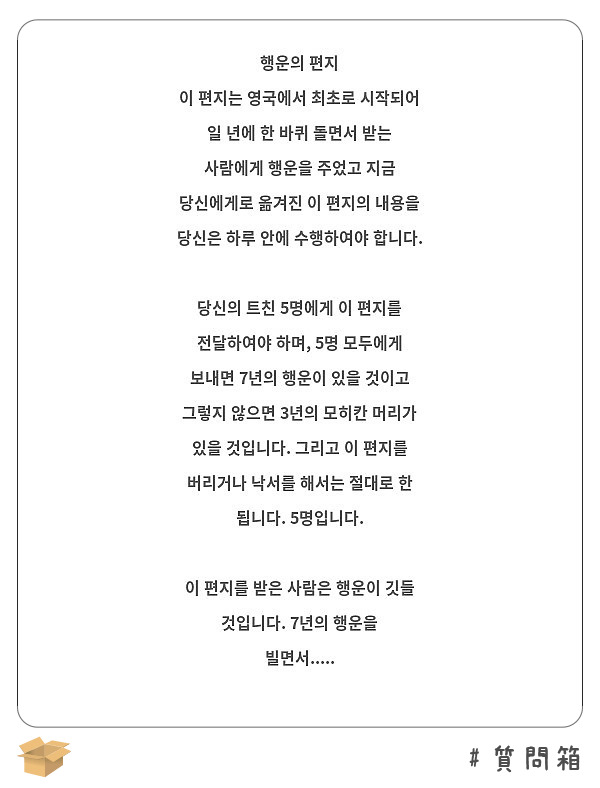 행운의 편지
이 편지는 영국에서 최초로 시작되어
일 년에 한 바퀴 돌면서 받는
사람에게 행운을 주었고 지금
당신에게로 옮겨진 이 편지의 내용을
당신은 하루 안에 수행하여야 합니다.
당신의 트친 5명에게 이 편지를
전달하여야 하며, 5명 모두에게
보내면 7년의 행운이 있을 것이고
그렇지 않으면 3년의 모히칸 머리가
있을 것입니다. 그리고 이 편지를
버리거나 낙서를 해서는 절대로 한
됩니다. 5명입니다.
이 편지를 받은 사람은 행운이 깃들
것입니다. 7년의 행운을
빌면서.....
# 質問箱